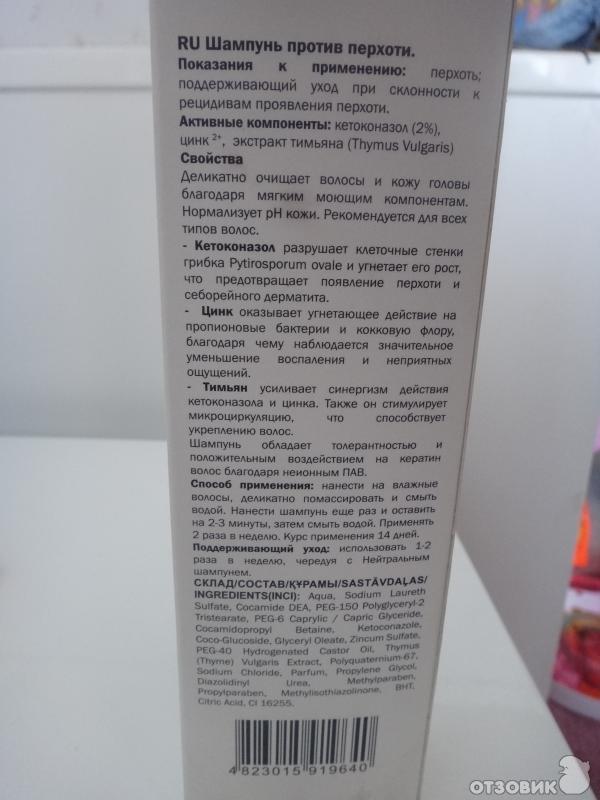 RU Шампунь против перхоти.
Показания к применению: перхоть;
поддерживающий уход при склонности к
рецидивам проявления перхоти.
Активные компоненты: кетоконазол (2%),
цинк ²⁺, экстракт тимьяна (Thymus Vulgaris)
Свойства
Деликатно очищает волосы и кожу головы
благодаря мягким моющим компонентам.
Нормализует pH кожи. Рекомендуется для всех
типов волос.
- Кетоконазол разрушает клеточные стенки
грибка Pytirosporum ovale и угнетает его рост,
что предотвращает появление перхоти и
себорейного дерматита.
- Цинк оказывает угнетающее действие на
пропионовые бактерии и кокковую флору,
благодаря чему наблюдается значительное
уменьшение воспаления и неприятных
ощущений.
- Тимьян усиливает синергизм действия
кетоконазола и цинка. Также он стимулирует
микроциркуляцию, что способствует
укреплению волос.
Шампунь обладает толерантностью и
положительным воздействием на кератин
волос благодаря неионным ПАВ.
Способ применения: нанести на влажные
волосы, деликатно помассировать и смыть
водой. Нанести шампунь еще раз и оставить
на 2-3 минуты, затем смыть водой. Применять
2 раза в неделю. Курс применения 14 дней.
Поддерживающий уход: использовать 1-2
раза в неделю, чередуя с Нейтральным
шампунем.
СКЛАД/СОСТАВ/ҚҰРАМЫ/SASTĀVDAĻAS/
INGREDIENTS(INCI): Aqua, Sodium Laureth
Sulfate, Cocamide DEA, PEG-150 Polyglyceryl-2
Tristearate, PEG-6 Caprylic / Capric Glyceride,
Cocamidopropyl Betaine, Ketoconazole,
Coco-Glucoside, Glyceryl Oleate, Zincum Sulfate,
PEG-40 Hydrogenated Castor Oil, Thymus
(Thyme) Vulgaris Extract, Polyquaternium-67,
Sodium Chloride, Parfum, Propylene Glycol,
Diazolidinyl Urea, Methylparaben,
Propylparaben, Methylisothiazolinone, BHT,
Citric Acid, CI 16255.
4 823015 919640
ОТЗОВИК